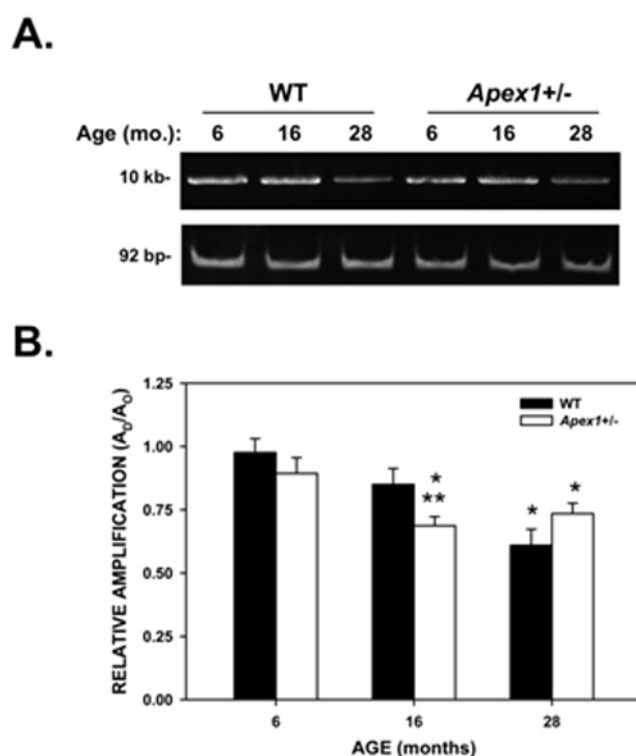 A.
WT Apex1+/-
Age (mo.): 6 16 28 6 16 28
10 kb-
92 bp-
B.
RELATIVE AMPLIFICATION (AD/AO)
1.25
1.00
0.75
0.50
0.25
0.00
WT
Apex1+/-
*
**
*
*
6 16 28
AGE (months)